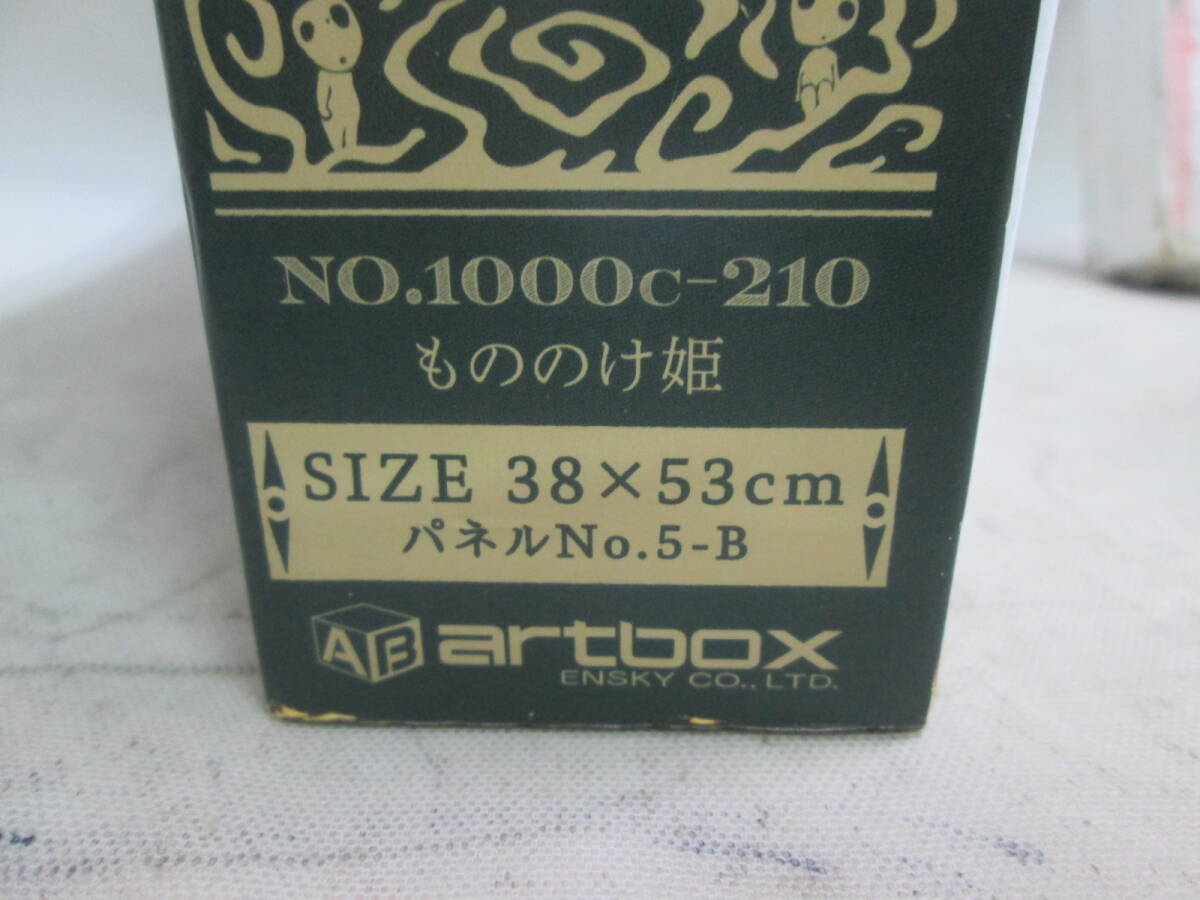 NO.1000c-210
もののけ姫
SIZE 38×53cm
パネルNo.5-B
AB artbox
ENSKY CO., LTD.